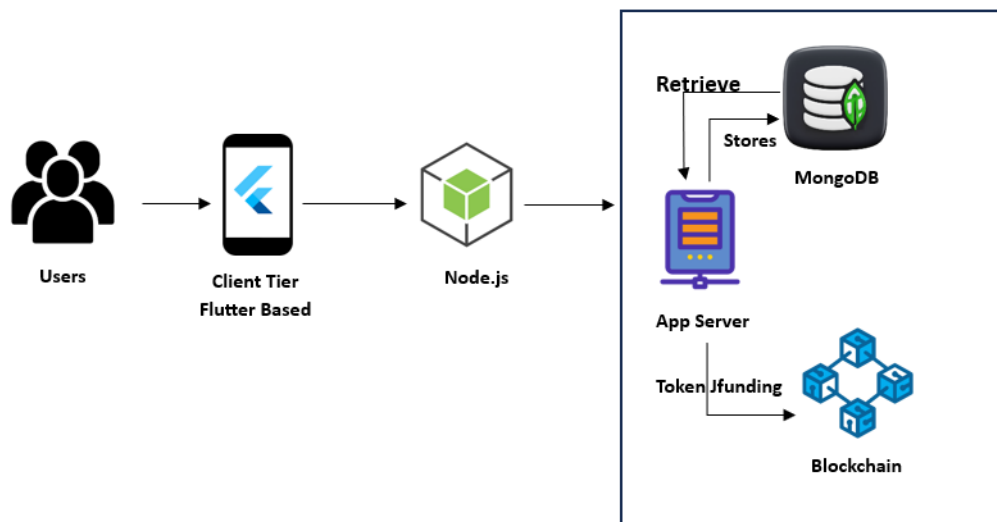 Users
Client Tier
Flutter Based
Node.js
Retrieve
Stores
MongoDB
App Server
Token Jfunding
Blockchain